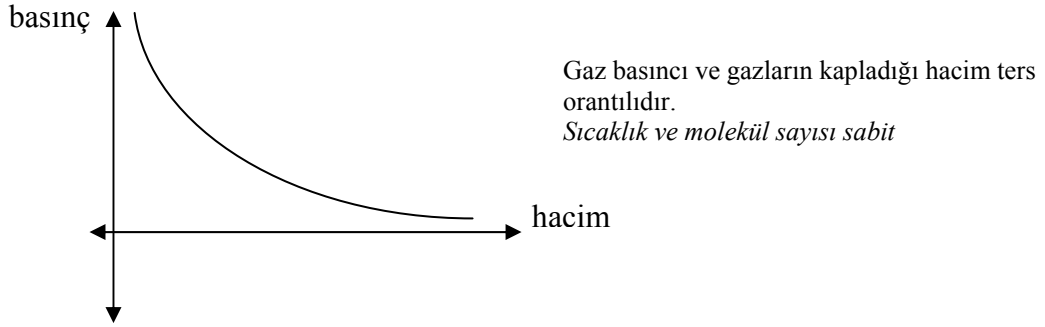 basınç
Gaz basıncı ve gazların kapladığı hacim ters
orantılıdır.
Sıcaklık ve molekül sayısı sabit
hacim